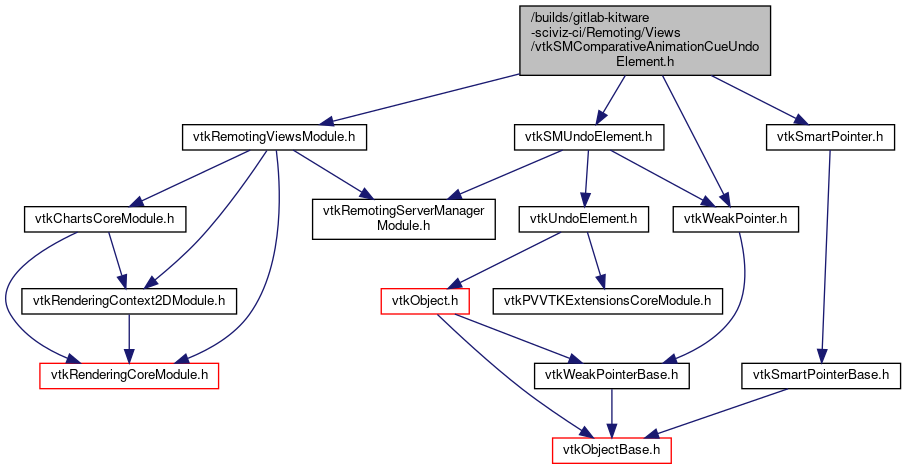 /builds/gitlab-kitware
-sciviz-ci/Remoting/Views
/vtkSMComparativeAnimationCueUndo
Element.h
vtkRemotingViewsModule.h
vtkSMUndoElement.h
vtkSmartPointer.h
vtkChartsCoreModule.h
vtkRemotingServerManager
Module.h
vtkUndoElement.h
vtkWeakPointer.h
vtkRenderingContext2DModule.h
vtkObject.h
vtkPVVTKExtensionsCoreModule.h
vtkRenderingCoreModule.h
vtkWeakPointerBase.h
vtkSmartPointerBase.h
vtkObjectBase.h